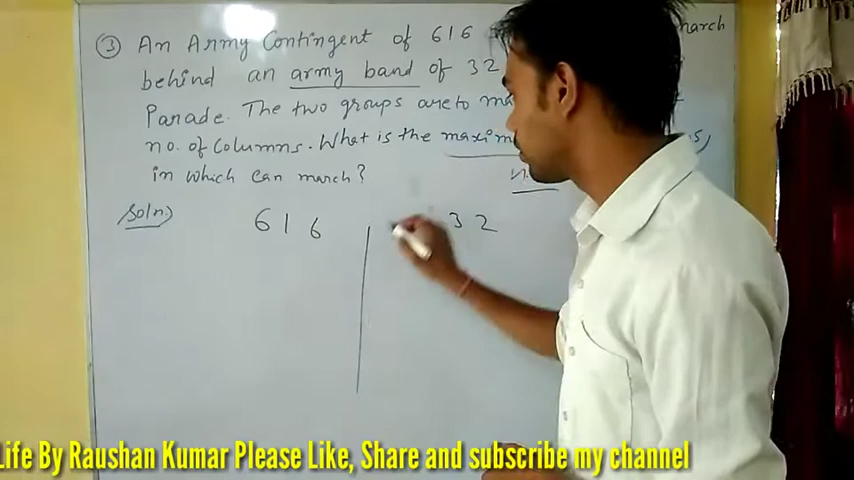 ③ An Army Contingent of 616 march
behind an army band of 32
Parade. The two groups are to
no. of Columns. What is the
in which can march?
Soln)
616 32
Life By Raushan Kumar Please Like, Share and subscribe my channel